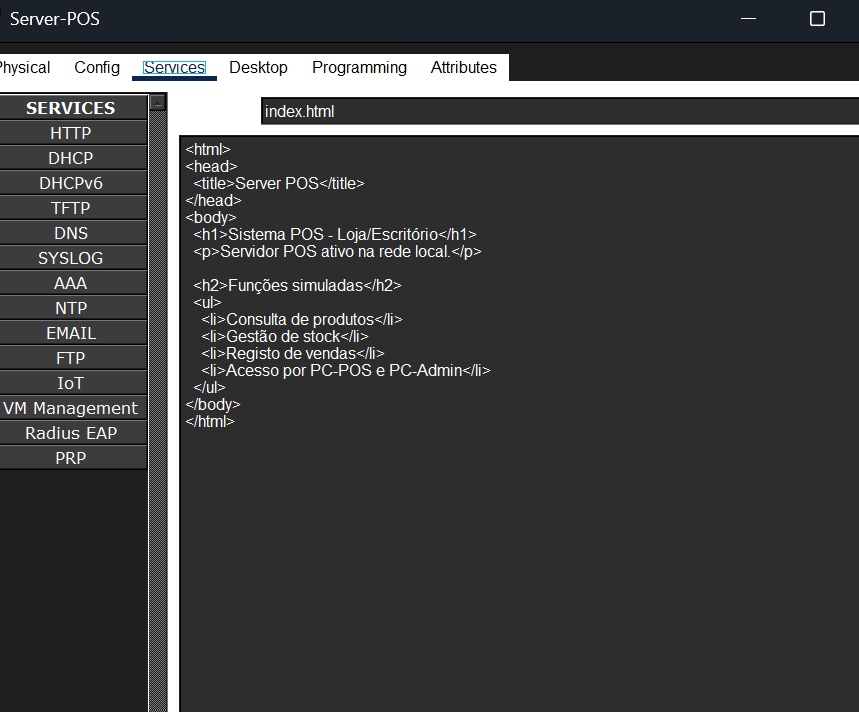 Server-POS
Physical Config Services Desktop Programming Attributes
SERVICES
HTTP
DHCP
DHCPv6
TFTP
DNS
SYSLOG
AAA
NTP
EMAIL
FTP
IoT
VM Management
Radius EAP
PRP
index.html
<html>
<head>
<title>Server POS</title>
</head>
<body>
<h1>Sistema POS - Loja/Escritório</h1>
<p>Servidor POS ativo na rede local.</p>
<h2>Funções simuladas</h2>
<ul>
<li>Consulta de produtos</li>
<li>Gestão de stock</li>
<li>Registo de vendas</li>
<li>Acesso por PC-POS e PC-Admin</li>
</ul>
</body>
</html>